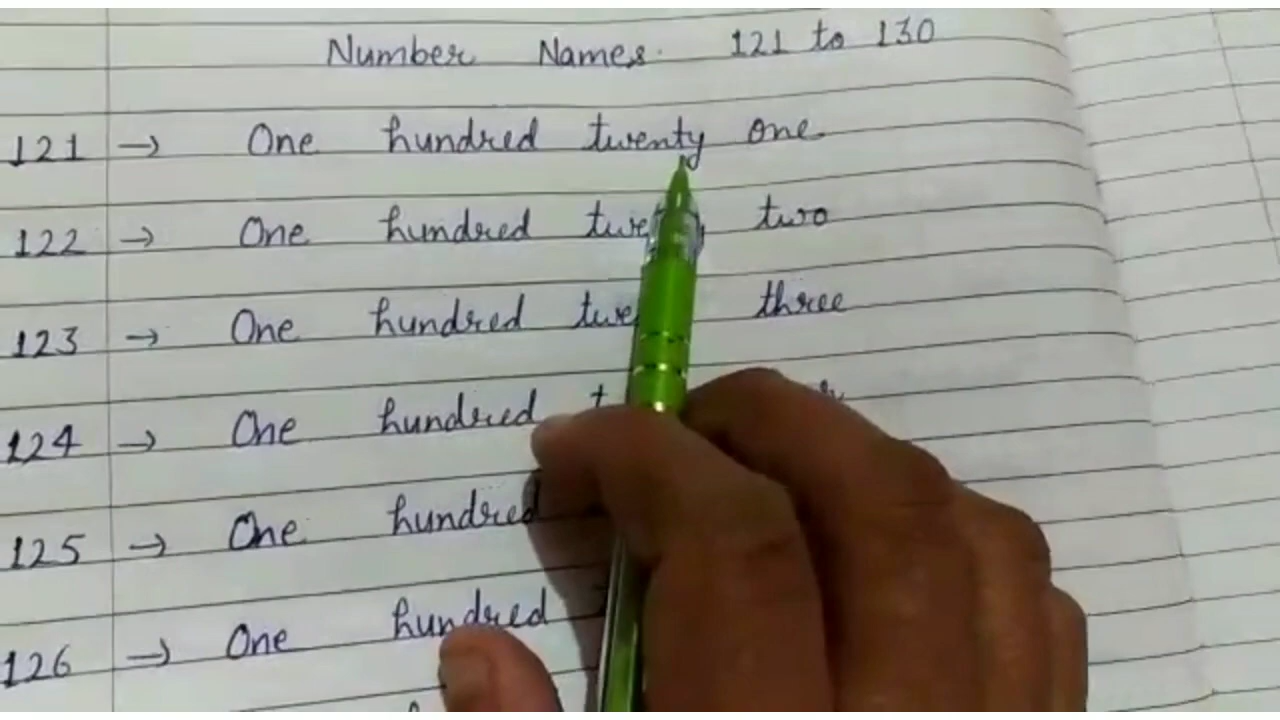 Number Names. 121 to 130
121 → One hundred twenty one
122 → One hundred two
123 → One hundred three
124 → One hundred
125 → One hundred
126 → One hundred